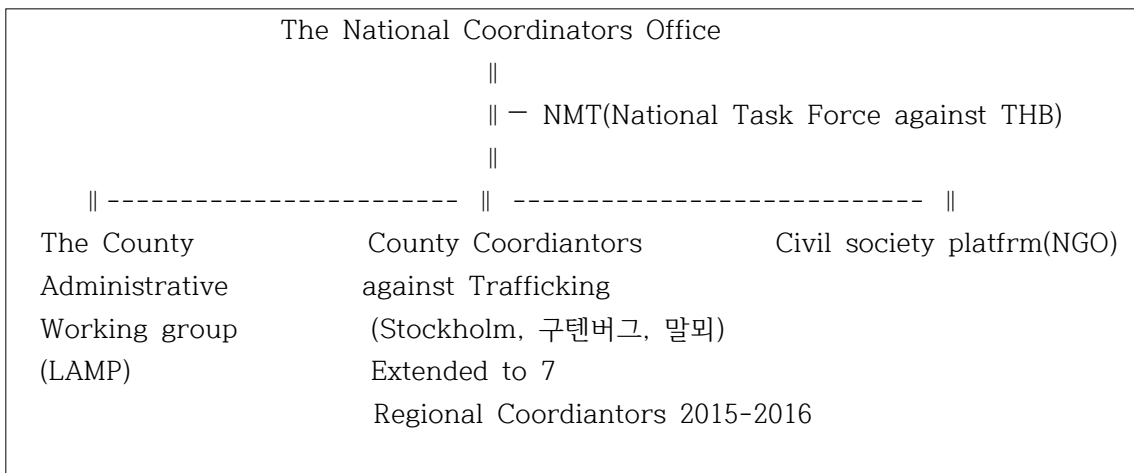 The National Coordinators Office
∥
∥ － NMT(National Task Force against THB)
∥
∥ ------------------------ ∥ ---------------------------- ∥
The County County Coordiantors Civil society platfrm(NGO)
Administrative against Trafficking
Working group (Stockholm, 구텐버그, 말뫼)
(LAMP) Extended to 7
Regional Coordiantors 2015-2016